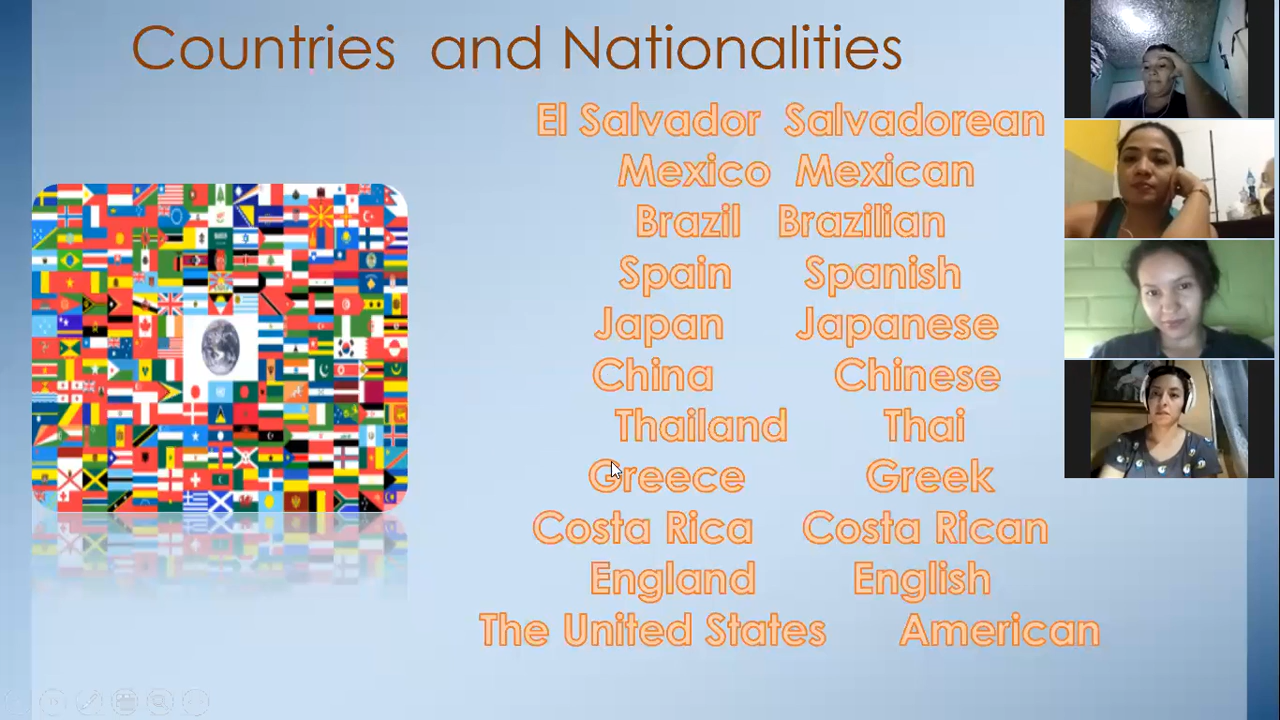 Countries and Nationalities
El Salvador Salvadorean
Mexico Mexican
Brazil Brazilian
Spain Spanish
Japan Japanese
China Chinese
Thailand Thai
Greece Greek
Costa Rica Costa Rican
England English
The United States American